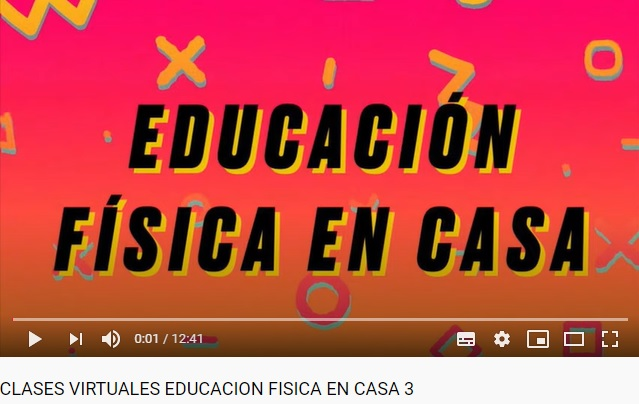 EDUCACIÓN
FÍSICA EN CASA
0:01 / 12:41
CLASES VIRTUALES EDUCACION FISICA EN CASA 3